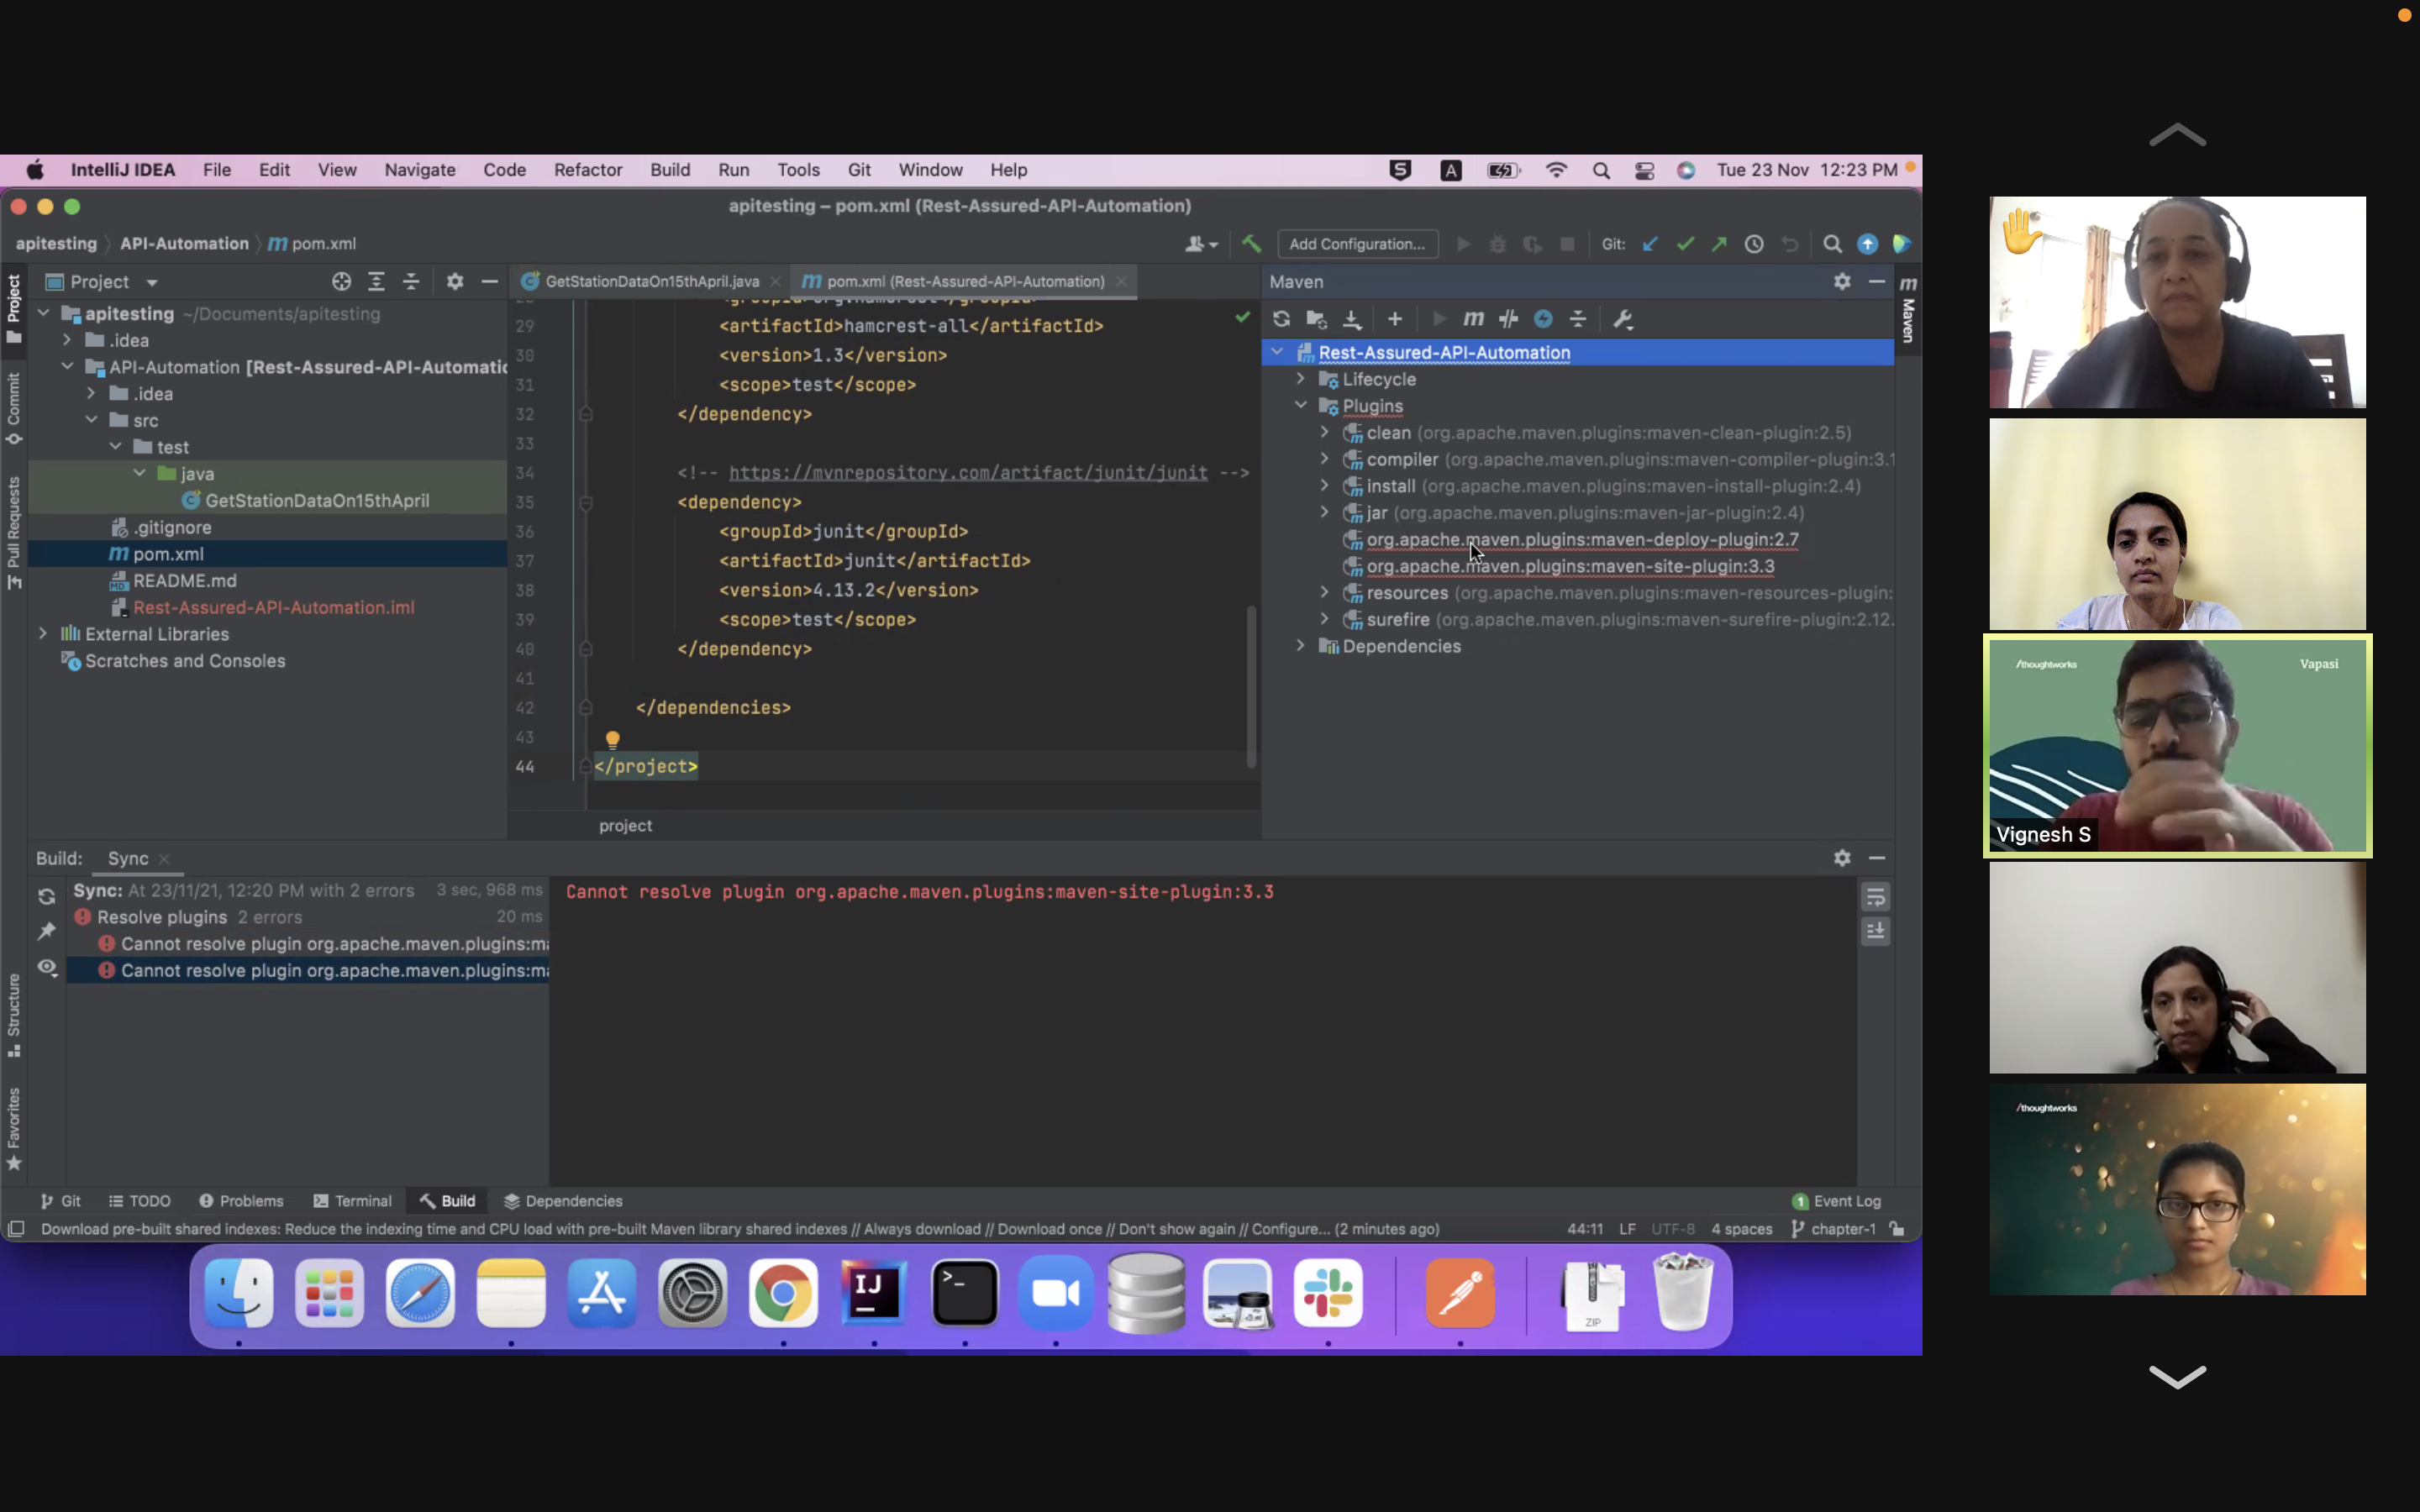 IntelliJ IDEA File Edit View Navigate Code Refactor Build Run Tools Git Window Help
A
Tue 23 Nov 12:23 PM
apitesting – pom.xml (Rest-Assured-API-Automation)
apitesting API-Automation m pom.xml
Add Configuration...
Git:
Project
GetStationDataOn15thApril.java
m pom.xml (Rest-Assured-API-Automation)
Maven
Project
Commit
Pull Requests
Structure
Favorites
m Maven
apitesting ~/Documents/apitesting
.idea
API-Automation [Rest-Assured-API-Automatic
.idea
src
test
java
GetStationDataOn15thApril
.gitignore
m pom.xml
README.md
Rest-Assured-API-Automation.iml
External Libraries
Scratches and Consoles
29 <artifactId>hamcrest-all</artifactId>
30 <version>1.3</version>
31 <scope>test</scope>
32 </dependency>
33
34 <!-- https://mvnrepository.com/artifact/junit/junit -->
35 <dependency>
36 <groupId>junit</groupId>
37 <artifactId>junit</artifactId>
38 <version>4.13.2</version>
39 <scope>test</scope>
40 </dependency>
41
42 </dependencies>
43
44 </project>
project
Rest-Assured-API-Automation
Lifecycle
Plugins
clean (org.apache.maven.plugins:maven-clean-plugin:2.5)
compiler (org.apache.maven.plugins:maven-compiler-plugin:3.1
install (org.apache.maven.plugins:maven-install-plugin:2.4)
jar (org.apache.maven.plugins:maven-jar-plugin:2.4)
org.apache.maven.plugins:maven-deploy-plugin:2.7
org.apache.maven.plugins:maven-site-plugin:3.3
resources (org.apache.maven.plugins:maven-resources-plugin:
surefire (org.apache.maven.plugins:maven-surefire-plugin:2.12.
Dependencies
Build: Sync
Sync: At 23/11/21, 12:20 PM with 2 errors 3 sec, 968 ms
Resolve plugins 2 errors 20 ms
Cannot resolve plugin org.apache.maven.plugins:ma
Cannot resolve plugin org.apache.maven.plugins:ma
Cannot resolve plugin org.apache.maven.plugins:maven-site-plugin:3.3
Git TODO Problems Terminal Build Dependencies
1 Event Log
Download pre-built shared indexes: Reduce the indexing time and CPU load with pre-built Maven library shared indexes // Always download // Download once // Don't show again // Configure... (2 minutes ago)
44:11 LF UTF-8 4 spaces chapter-1
IJ
ZIP
/thoughtworks
Vapasi
Vignesh S
/thoughtworks